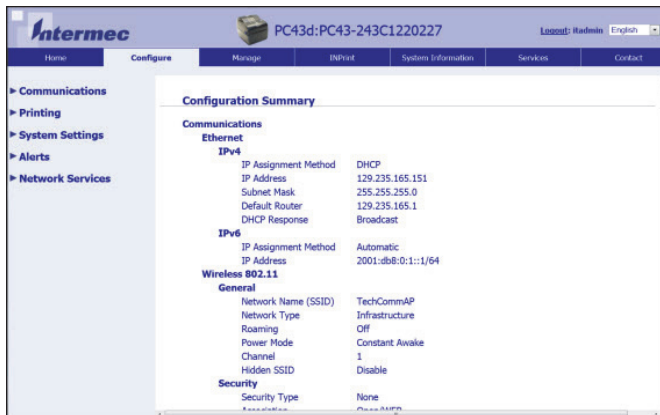 Intermec
PC43d:PC43-243C1220227
Logout: itadmin English
Home Configure Manage INPrint System Information Services Contact
Communications
Printing
System Settings
Alerts
Network Services
Configuration Summary
Communications
Ethernet
IPv4
IP Assignment Method DHCP
IP Address 129.235.165.151
Subnet Mask 255.255.255.0
Default Router 129.235.165.1
DHCP Response Broadcast
IPv6
IP Assignment Method Automatic
IP Address 2001:db8:0:1::1/64
Wireless 802.11
General
Network Name (SSID) TechCommAP
Network Type Infrastructure
Roaming Off
Power Mode Constant Awake
Channel 1
Hidden SSID Disable
Security
Security Type None
Association Open/WEP